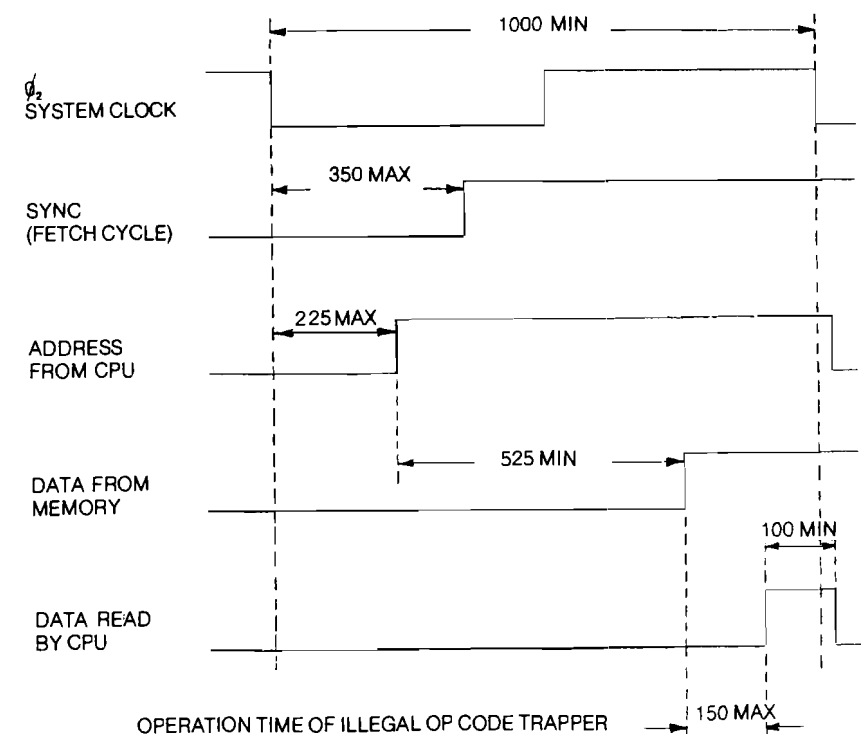 1000 MIN
ϕ₂
SYSTEM CLOCK
350 MAX
SYNC
(FETCH CYCLE)
225 MAX
ADDRESS
FROM CPU
525 MIN
DATA FROM
MEMORY
100 MIN
DATA READ
BY CPU
150 MAX
OPERATION TIME OF ILLEGAL OP CODE TRAPPER